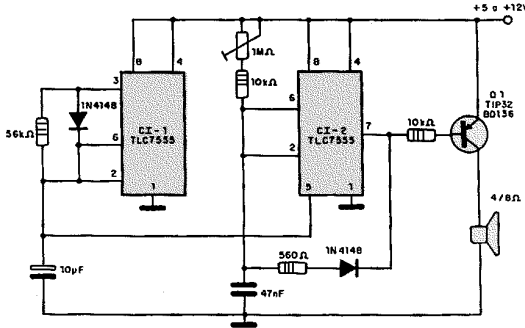 +5 a +12V
8
4
8
4
1MΩ
10kΩ
3
1N4148
56kΩ
6
2
CI-1
TLC7555
1
6
2
CI-2
TLC7555
7
5
1
10kΩ
Q1
TIP32
BD136
4/8Ω
560Ω
1N4148
10µF
47nF